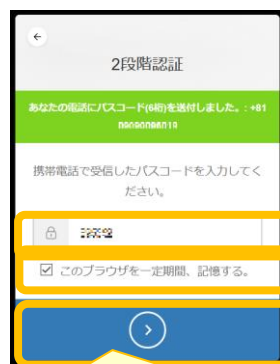 2段階認証
あなたの電話にパスコード(6桁)を送付しました。: +81
携帯電話で受信したパスコードを入力してく
ださい。
このブラウザを一定期間、記憶する。